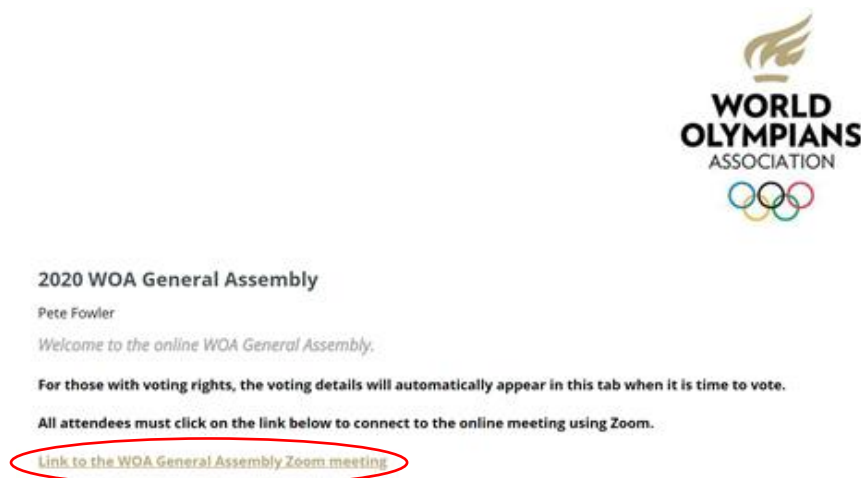 WORLD
OLYMPIANS
ASSOCIATION
2020 WOA General Assembly
Pete Fowler
Welcome to the online WOA General Assembly.
For those with voting rights, the voting details will automatically appear in this tab when it is time to vote.
All attendees must click on the link below to connect to the online meeting using Zoom.
Link to the WOA General Assembly Zoom meeting